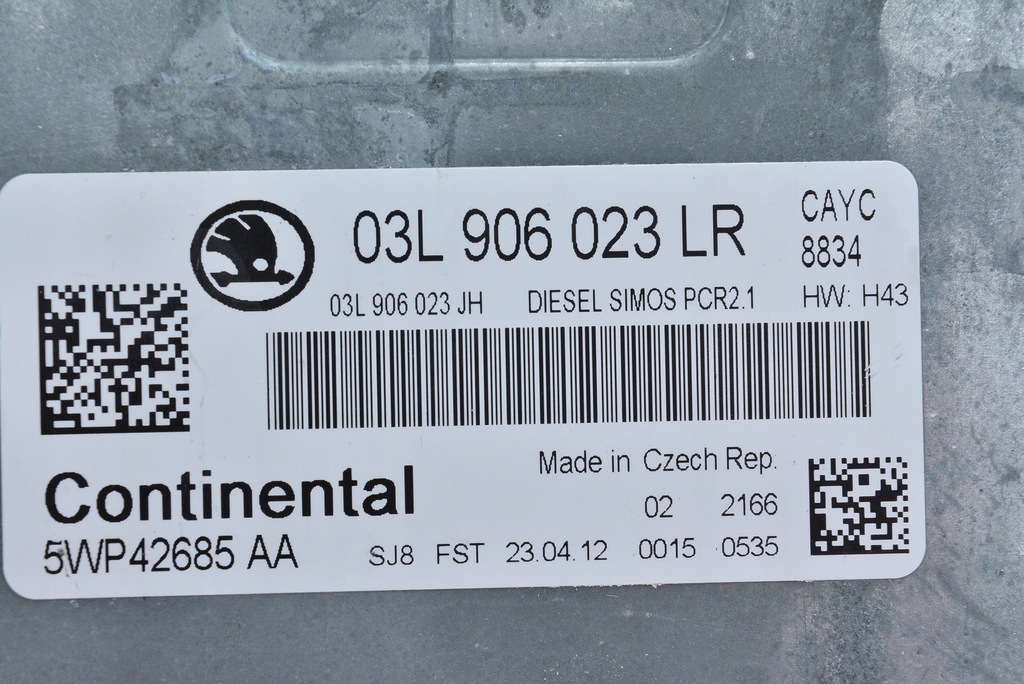 03L 906 023 LR
CAYC
8834
03L 906 023 JH DIESEL SIMOS PCR2.1 HW: H43
Made in Czech Rep.
02 2166
Continental
5WP42685 AA
SJ8 FST 23.04.12 0015 0535